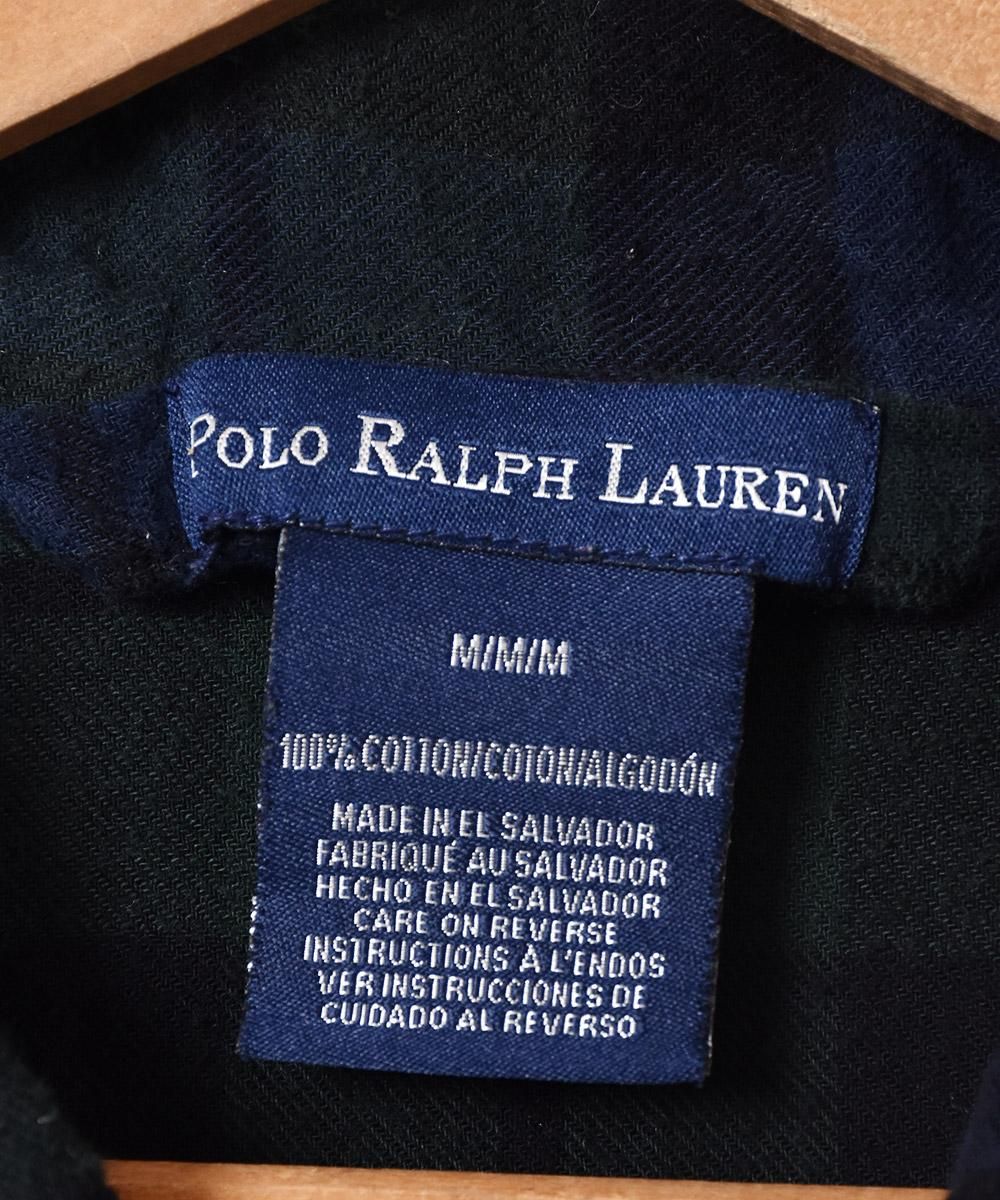 POLO RALPH LAUREN
M/M/M
100% COTTON/COTON/ALGODÓN
MADE IN EL SALVADOR
FABRIQUÉ AU SALVADOR
HECHO EN EL SALVADOR
CARE ON REVERSE
INSTRUCTIONS À L'ENDOS
VER INSTRUCCIONES DE
CUIDADO AL REVERSO